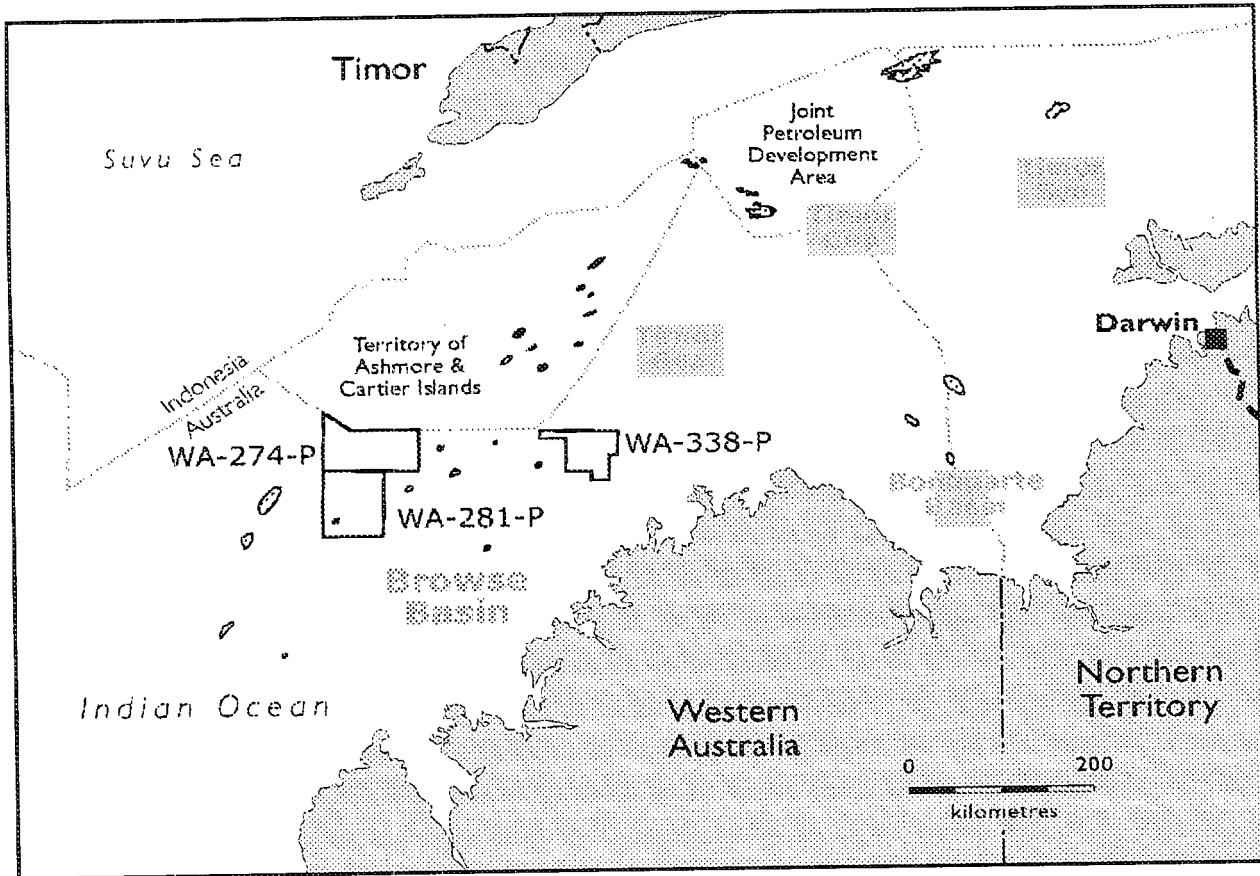 Timor
Suvu Sea
Joint
Petroleum
Development
Area
Darwin
Territory of
Ashmore &
Cartier Islands
Indonesia
Australia
WA-274-P
WA-338-P
WA-281-P
Browse
Basin
Indian Ocean
Western
Australia
Northern
Territory
0 200
kilometres